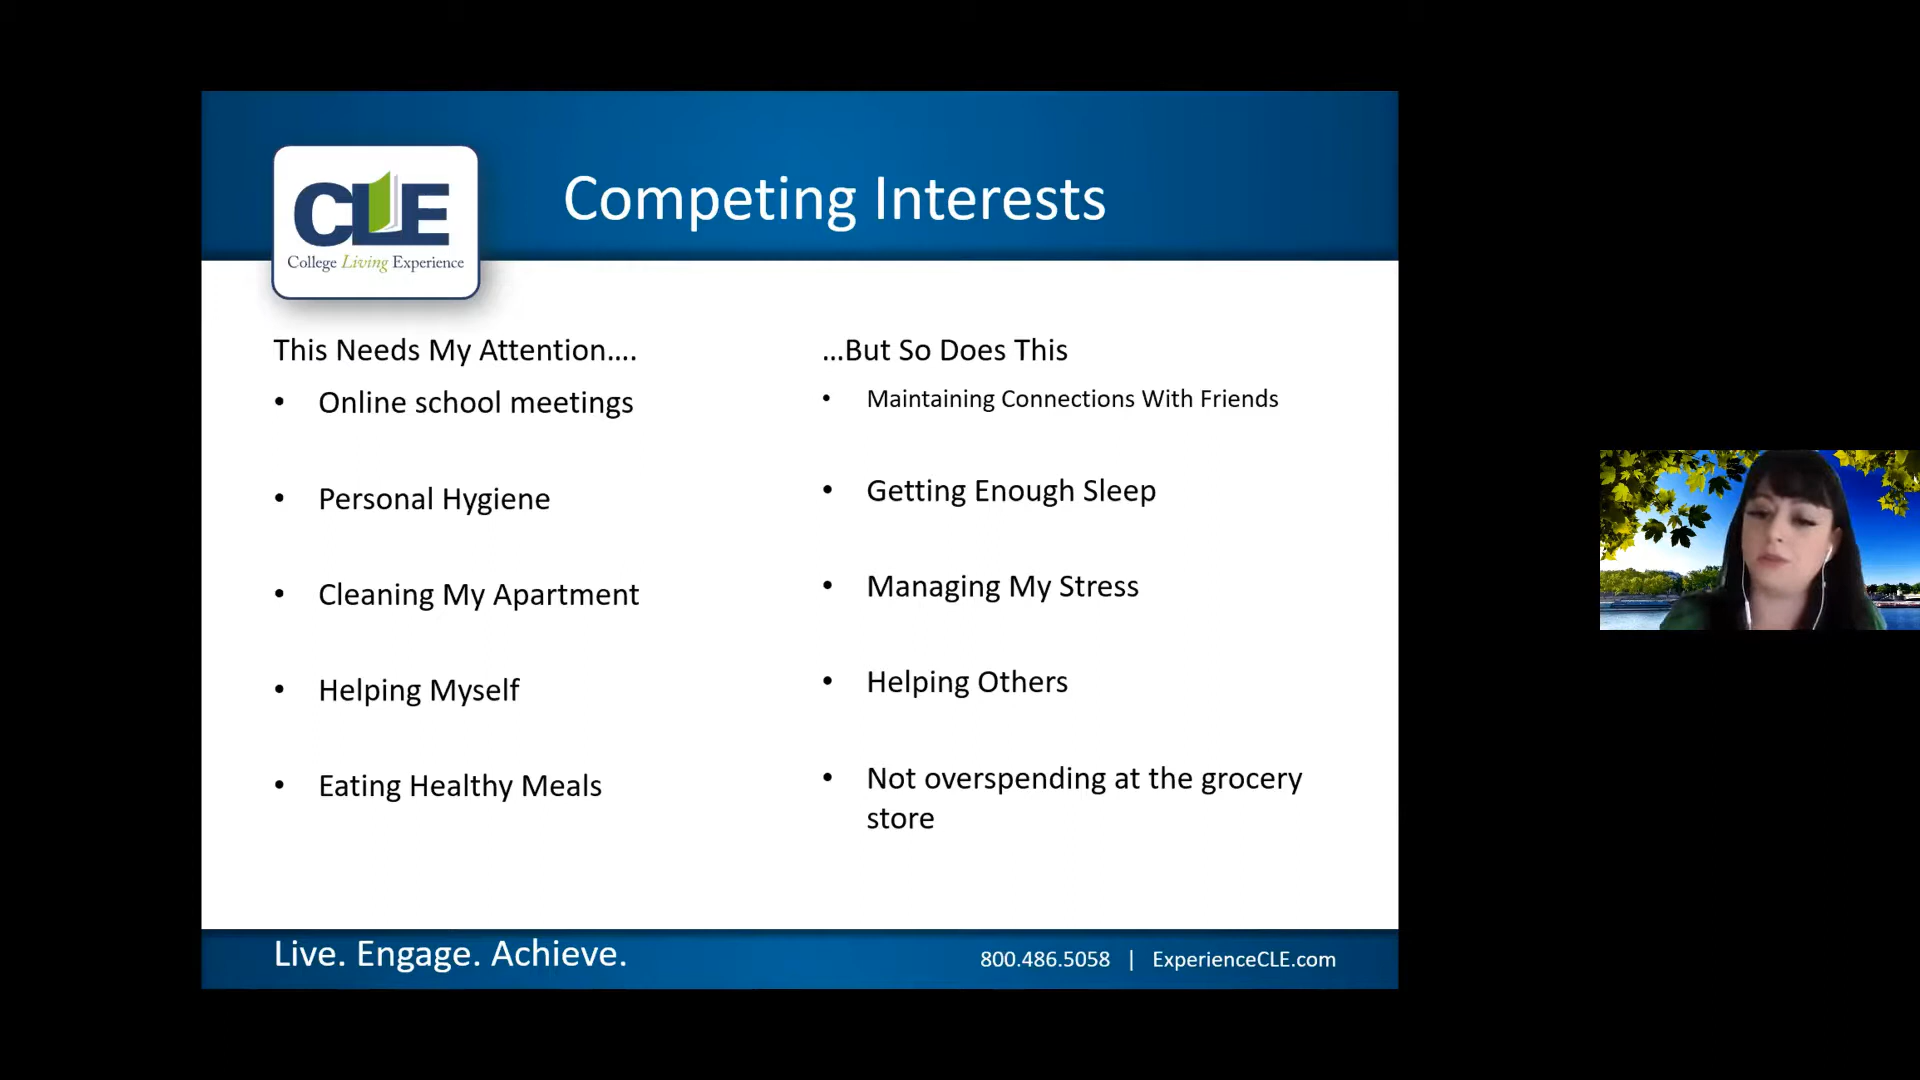 CLE
College Living Experience
Competing Interests
This Needs My Attention....
• Online school meetings
• Personal Hygiene
• Cleaning My Apartment
• Helping Myself
• Eating Healthy Meals
...But So Does This
• Maintaining Connections With Friends
• Getting Enough Sleep
• Managing My Stress
• Helping Others
• Not overspending at the grocery
store
Live. Engage. Achieve.
800.486.5058 | ExperienceCLE.com